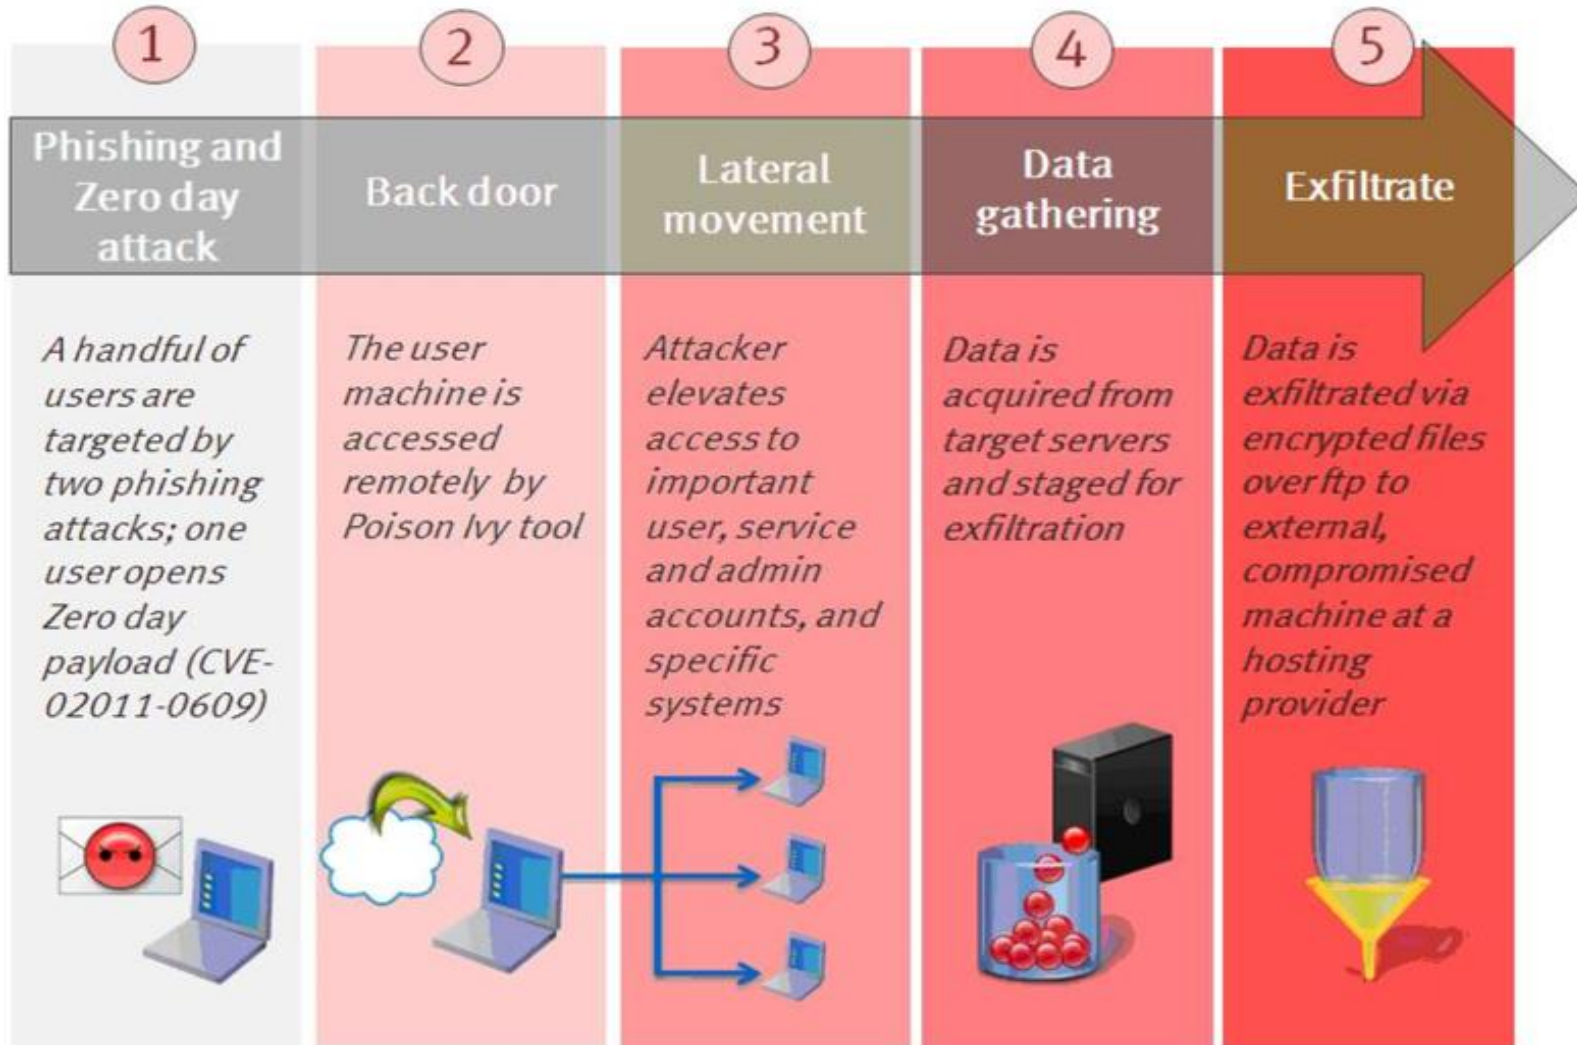 1
Phishing and
Zero day
attack
A handful of
users are
targeted by
two phishing
attacks; one
user opens
Zero day
payload (CVE-
02011-0609)
2
Back door
The user
machine is
accessed
remotely by
Poison Ivy tool
3
Lateral
movement
Attacker
elevates
access to
important
user, service
and admin
accounts, and
specific
systems
4
Data
gathering
Data is
acquired from
target servers
and staged for
exfiltration
5
Exfiltrate
Data is
exfiltrated via
encrypted files
over ftp to
external,
compromised
machine at a
hosting
provider